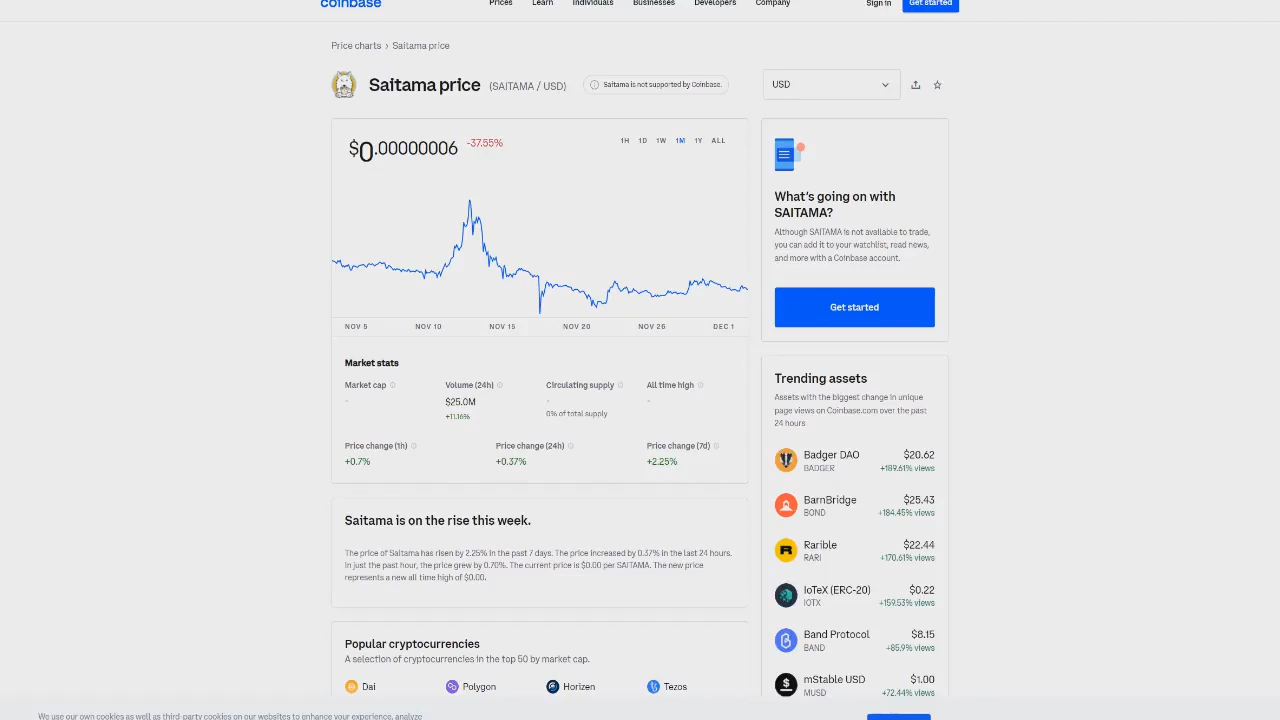 coinbase
Prices Learn Individuals Businesses Developers Company Sign in Get started
Price charts › Saitama price
Saitama price (SAITAMA / USD) Saitama is not supported by Coinbase. USD
$0.00000006 -37.55% 1H 1D 1W 1M 1Y ALL
NOV 5 NOV 10 NOV 15 NOV 20 NOV 26 DEC 1
Market stats
Market cap Volume (24h) Circulating supply All time high
- $25.0M - -
+11.16% 0% of total supply
Price change (1h) Price change (24h) Price change (7d)
+0.7% +0.37% +2.25%
Saitama is on the rise this week.
The price of Saitama has risen by 2.25% in the past 7 days. The price increased by 0.37% in the last 24 hours.
In just the past hour, the price grew by 0.70%. The current price is $0.00 per SAITAMA. The new price
represents a new all time high of $0.00.
Popular cryptocurrencies
A selection of cryptocurrencies in the top 50 by market cap.
Dai Polygon Horizen Tezos
What's going on with
SAITAMA?
Although SAITAMA is not available to trade,
you can add it to your watchlist, read news,
and more with a Coinbase account.
Get started
Trending assets
Assets with the biggest change in unique
page views on Coinbase.com over the past
24 hours
Badger DAO $20.62
BADGER +189.61% views
BarnBridge $25.43
BOND +184.45% views
Rarible $22.44
RARI +170.61% views
IoTeX (ERC-20) $0.22
IOTX +159.53% views
Band Protocol $8.15
BAND +85.9% views
mStable USD $1.00
MUSD +72.44% views
We use our own cookies as well as third-party cookies on our websites to enhance your experience, analyze